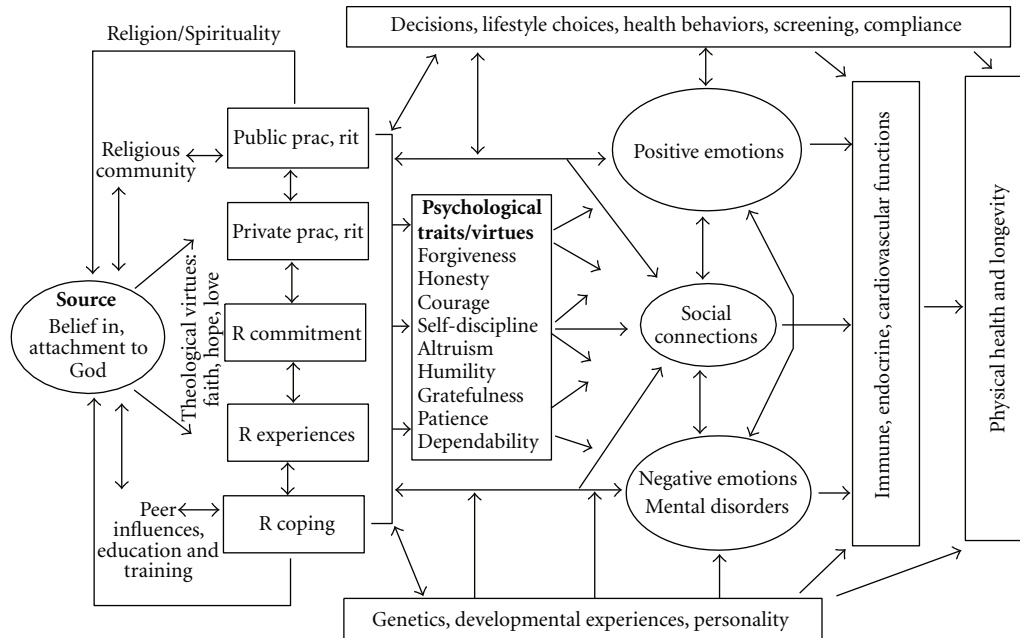 Decisions, lifestyle choices, health behaviors, screening, compliance
Religion/Spirituality
Public prac, rit
Religious
community
Private prac, rit
Theological virtues:
faith, hope, love
Source
Belief in,
attachment to
God
R commitment
R experiences
R coping
Peer
influences,
education and
training
Psychological
traits/virtues
Forgiveness
Honesty
Courage
Self-discipline
Altruism
Humility
Gratefulness
Patience
Dependability
Positive emotions
Social
connections
Negative emotions
Mental disorders
Immune, endocrine, cardiovascular functions
Physical health and longevity
Genetics, developmental experiences, personality